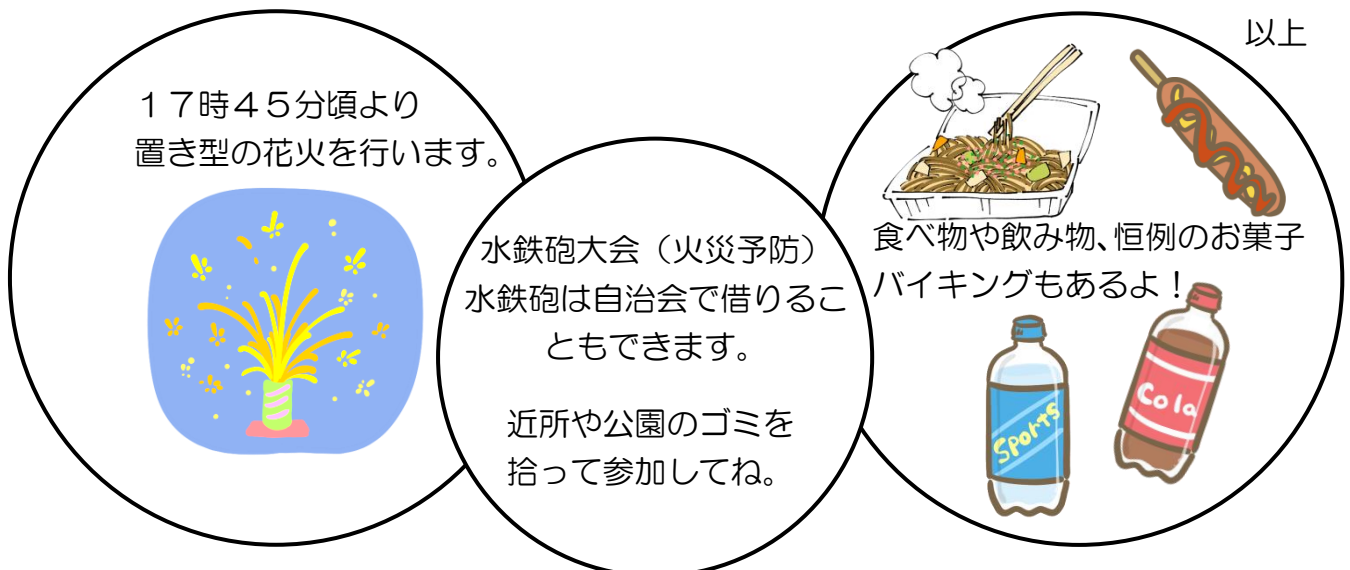 以上
１７時４５分頃より
置き型の花火を行います。
水鉄砲大会（火災予防）
水鉄砲は自治会で借りるこ
ともできます。
近所や公園のゴミを
拾って参加してね。
食べ物や飲み物、恒例のお菓子
バイキングもあるよ！
Sports
Cola